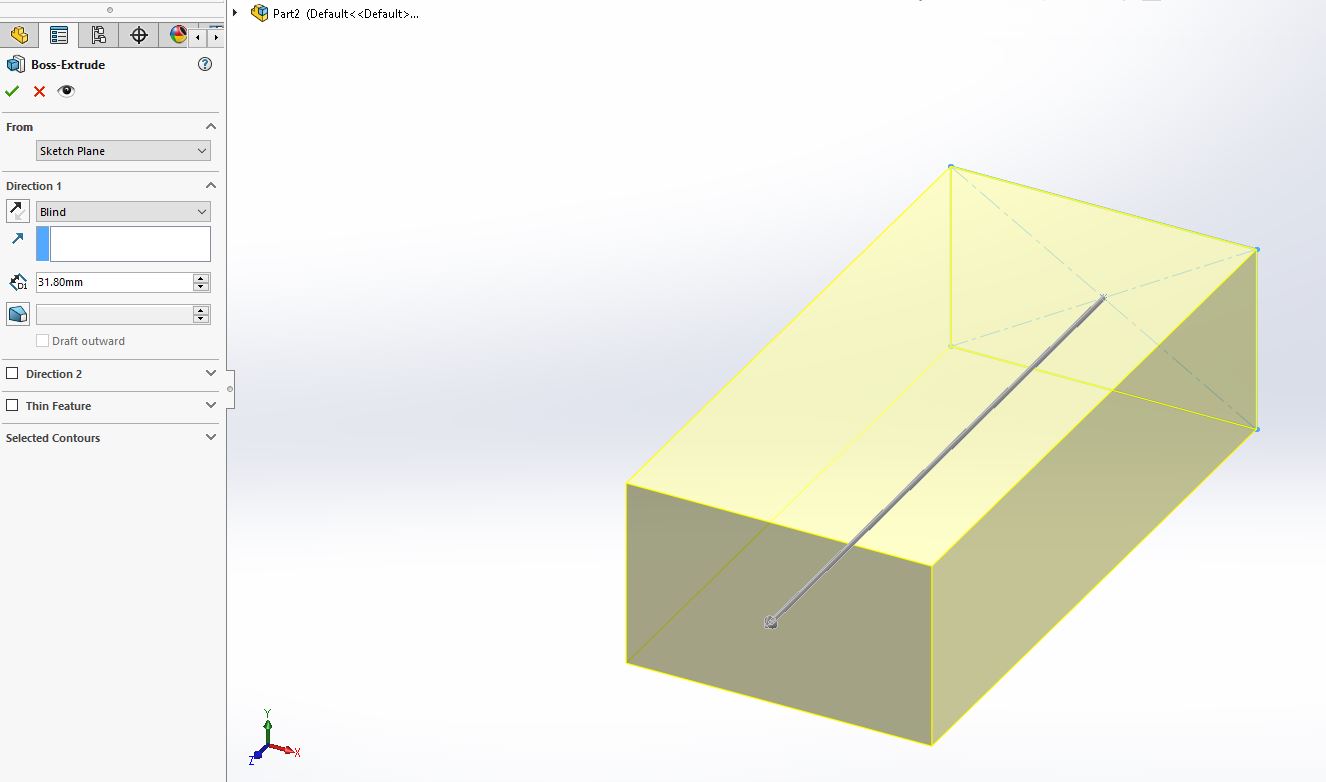 Part2 (Default<<Default>...
Boss-Extrude
From
Sketch Plane
Direction 1
Blind
D1
31.80mm
Draft outward
Direction 2
Thin Feature
Selected Contours
Y
X
Z